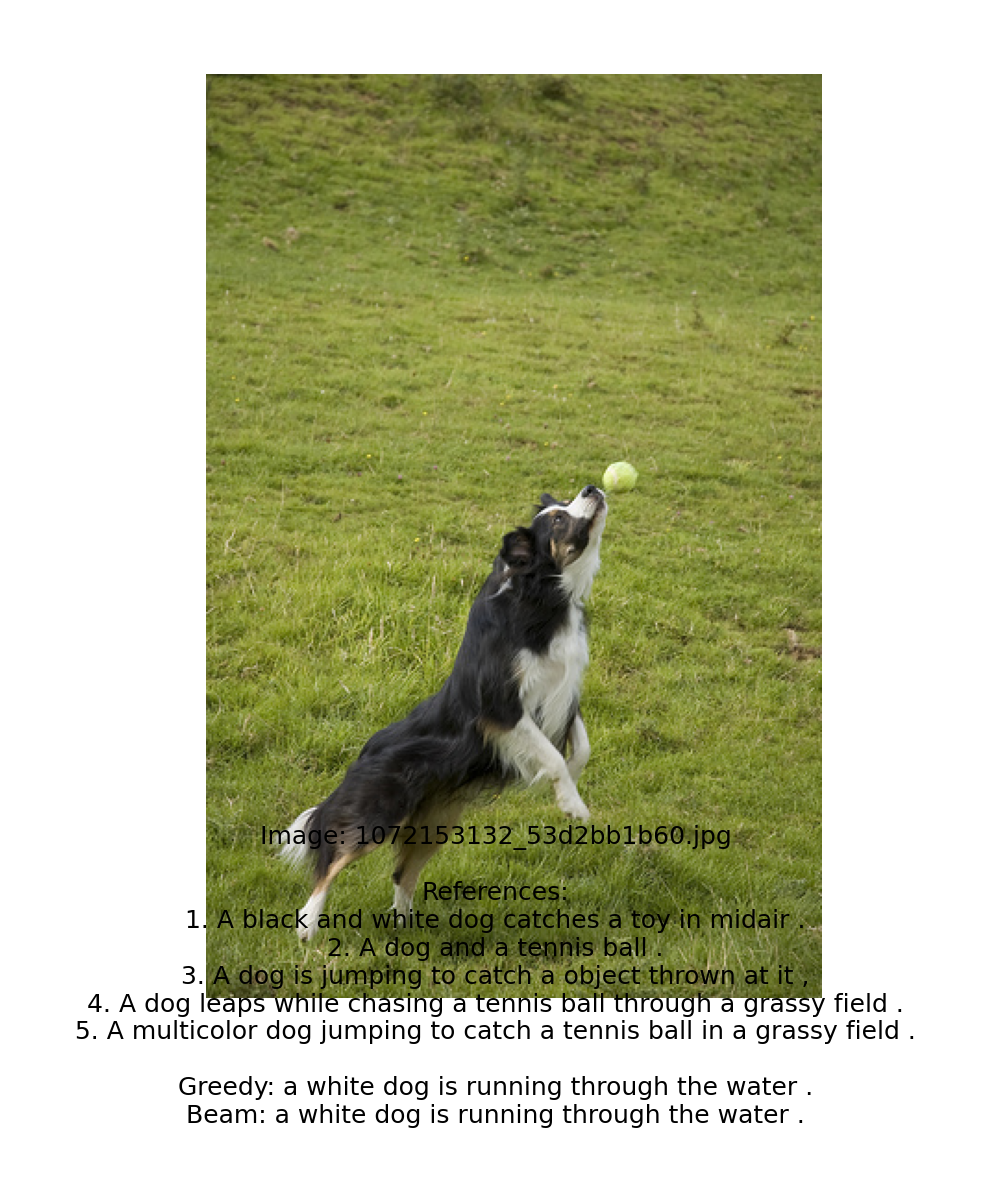 Image: 1072153132_53d2bb1b60.jpg
References:
1. A black and white dog catches a toy in midair .
2. A dog and a tennis ball .
3. A dog is jumping to catch a object thrown at it ,
4. A dog leaps while chasing a tennis ball through a grassy field .
5. A multicolor dog jumping to catch a tennis ball in a grassy field .
Greedy: a white dog is running through the water .
Beam: a white dog is running through the water .